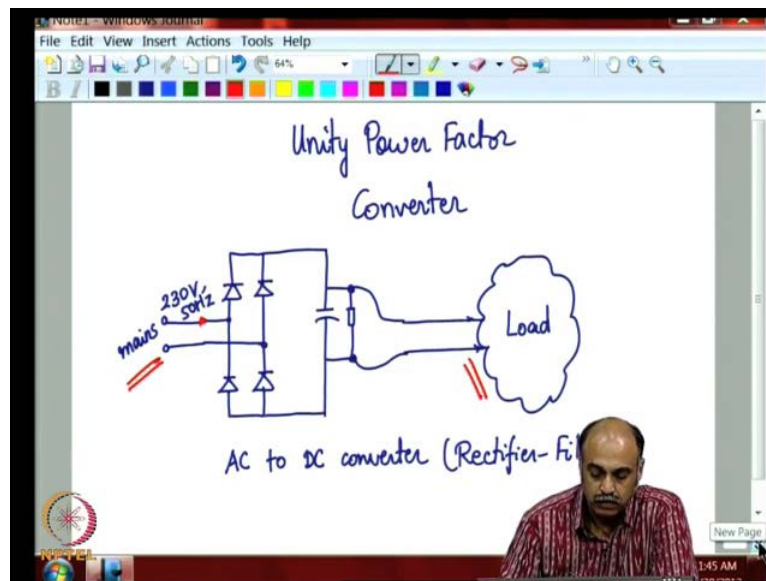 Note1 - Windows Journal
File Edit View Insert Actions Tools Help
64%
B I
Unity Power Factor
Converter
230V,
50Hz
mains
Load
AC to DC converter (Rectifier-Fil
NPTEL
New Page
1:45 AM